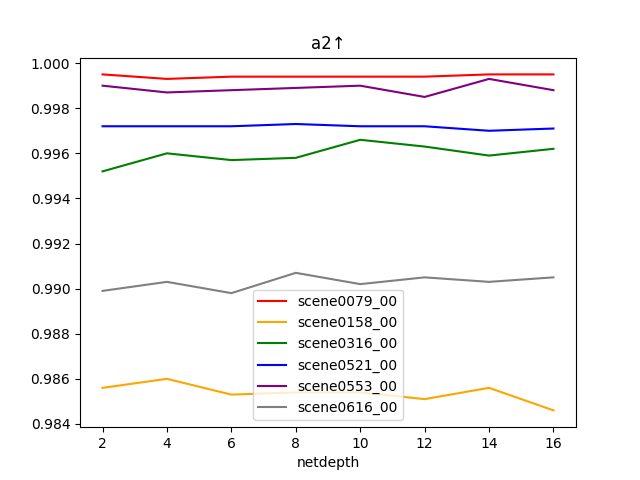 a2↑
1.000
0.998
0.996
0.994
0.992
0.990
0.988
0.986
0.984
scene0079_00
scene0158_00
scene0316_00
scene0521_00
scene0553_00
scene0616_00
2 4 6 8 10 12 14 16
netdepth